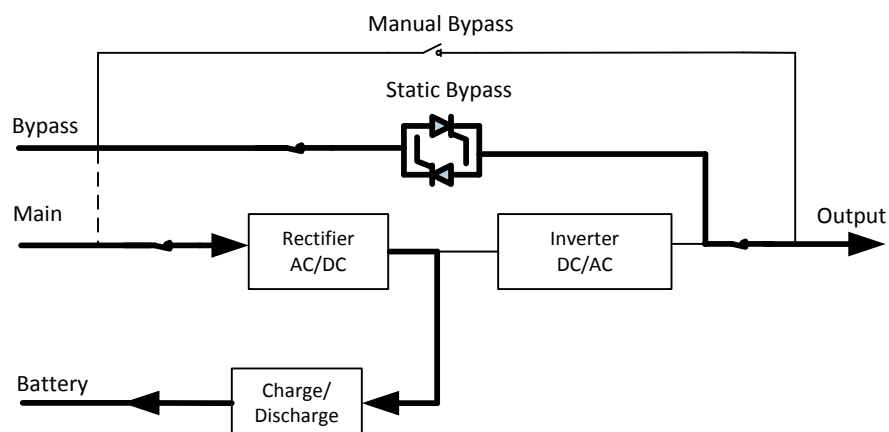 Manual Bypass
Static Bypass
Bypass
Main
Rectifier
AC/DC
Inverter
DC/AC
Output
Battery
Charge/
Discharge